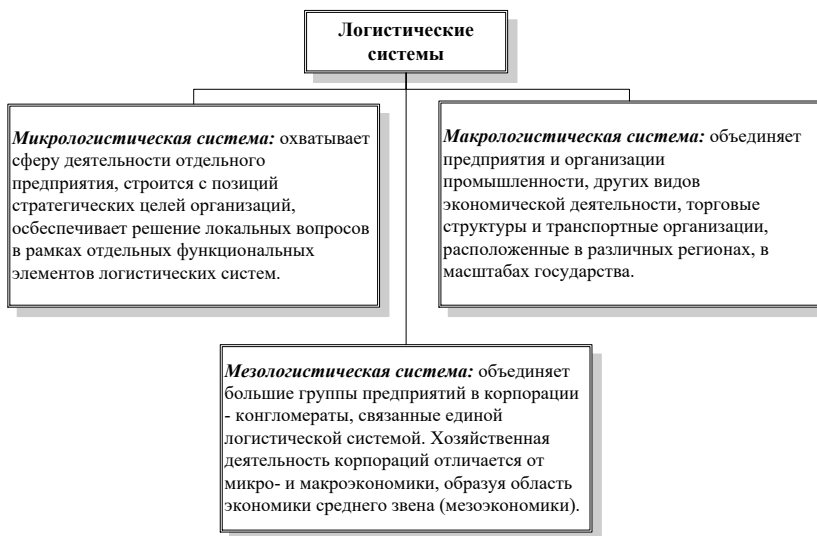 Логистические
системы
Микрологистическая система: охватывает
сферу деятельности отдельного
предприятия, строится с позиций
стратегических целей организаций,
осбеспечивает решение локальных вопросов
в рамках отдельных функциональных
элементов логистических систем.
Макрологистическая система: объединяет
предприятия и организации
промышленности, других видов
экономической деятельности, торговые
структуры и транспортные организации,
расположенные в различных регионах, в
масштабах государства.
Мезологистическая система: объединяет
большие группы предприятий в корпорации
- конгломераты, связанные единой
логистической системой. Хозяйственная
деятельность корпораций отличается от
микро- и макроэкономики, образуя область
экономики среднего звена (мезоэкономики).